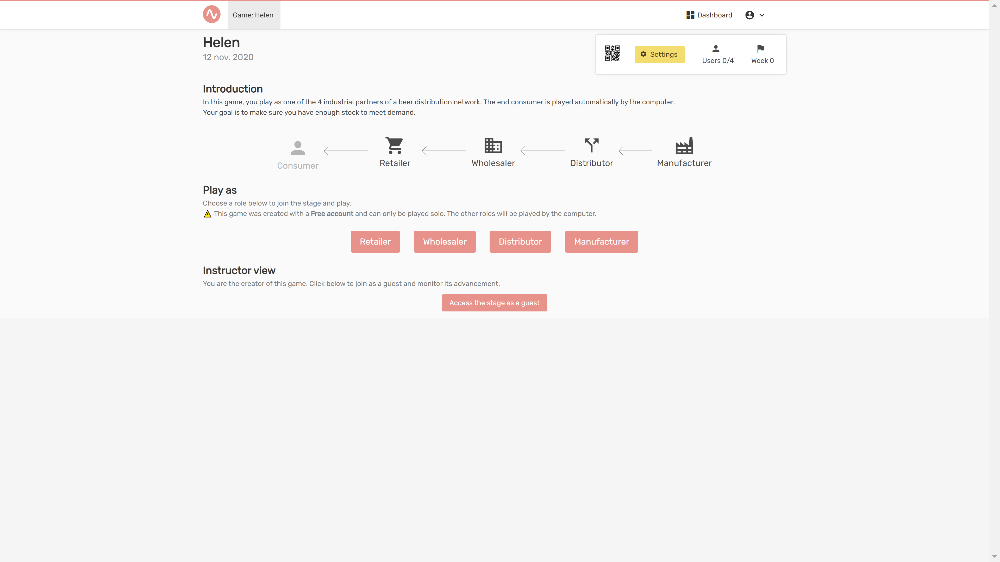 Game: Helen
Dashboard
Helen
12 nov. 2020
Settings
Users 0/4
Week 0
Introduction
In this game, you play as one of the 4 industrial partners of a beer distribution network. The end consumer is played automatically by the computer.
Your goal is to make sure you have enough stock to meet demand.
Consumer
Retailer
Wholesaler
Distributor
Manufacturer
Play as
Choose a role below to join the stage and play.
This game was created with a Free account and can only be played solo. The other roles will be played by the computer.
Retailer
Wholesaler
Distributor
Manufacturer
Instructor view
You are the creator of this game. Click below to join as a guest and monitor its advancement.
Access the stage as a guest